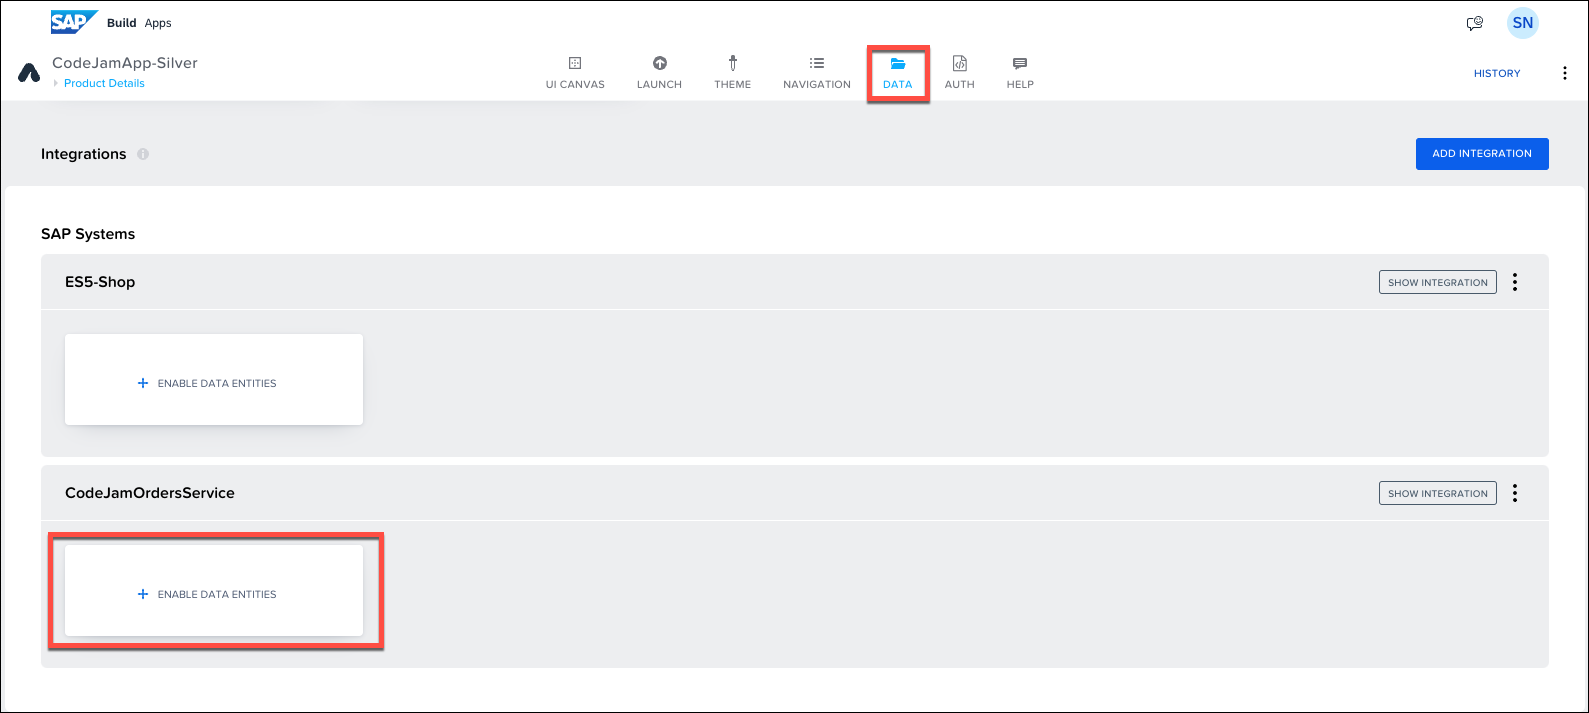 SAP Build Apps
SN
CodeJamApp-Silver
Product Details
UI CANVAS
LAUNCH
THEME
NAVIGATION
DATA
AUTH
HELP
HISTORY
Integrations
ADD INTEGRATION
SAP Systems
ES5-Shop
SHOW INTEGRATION
+ ENABLE DATA ENTITIES
CodeJamOrdersService
SHOW INTEGRATION
+ ENABLE DATA ENTITIES